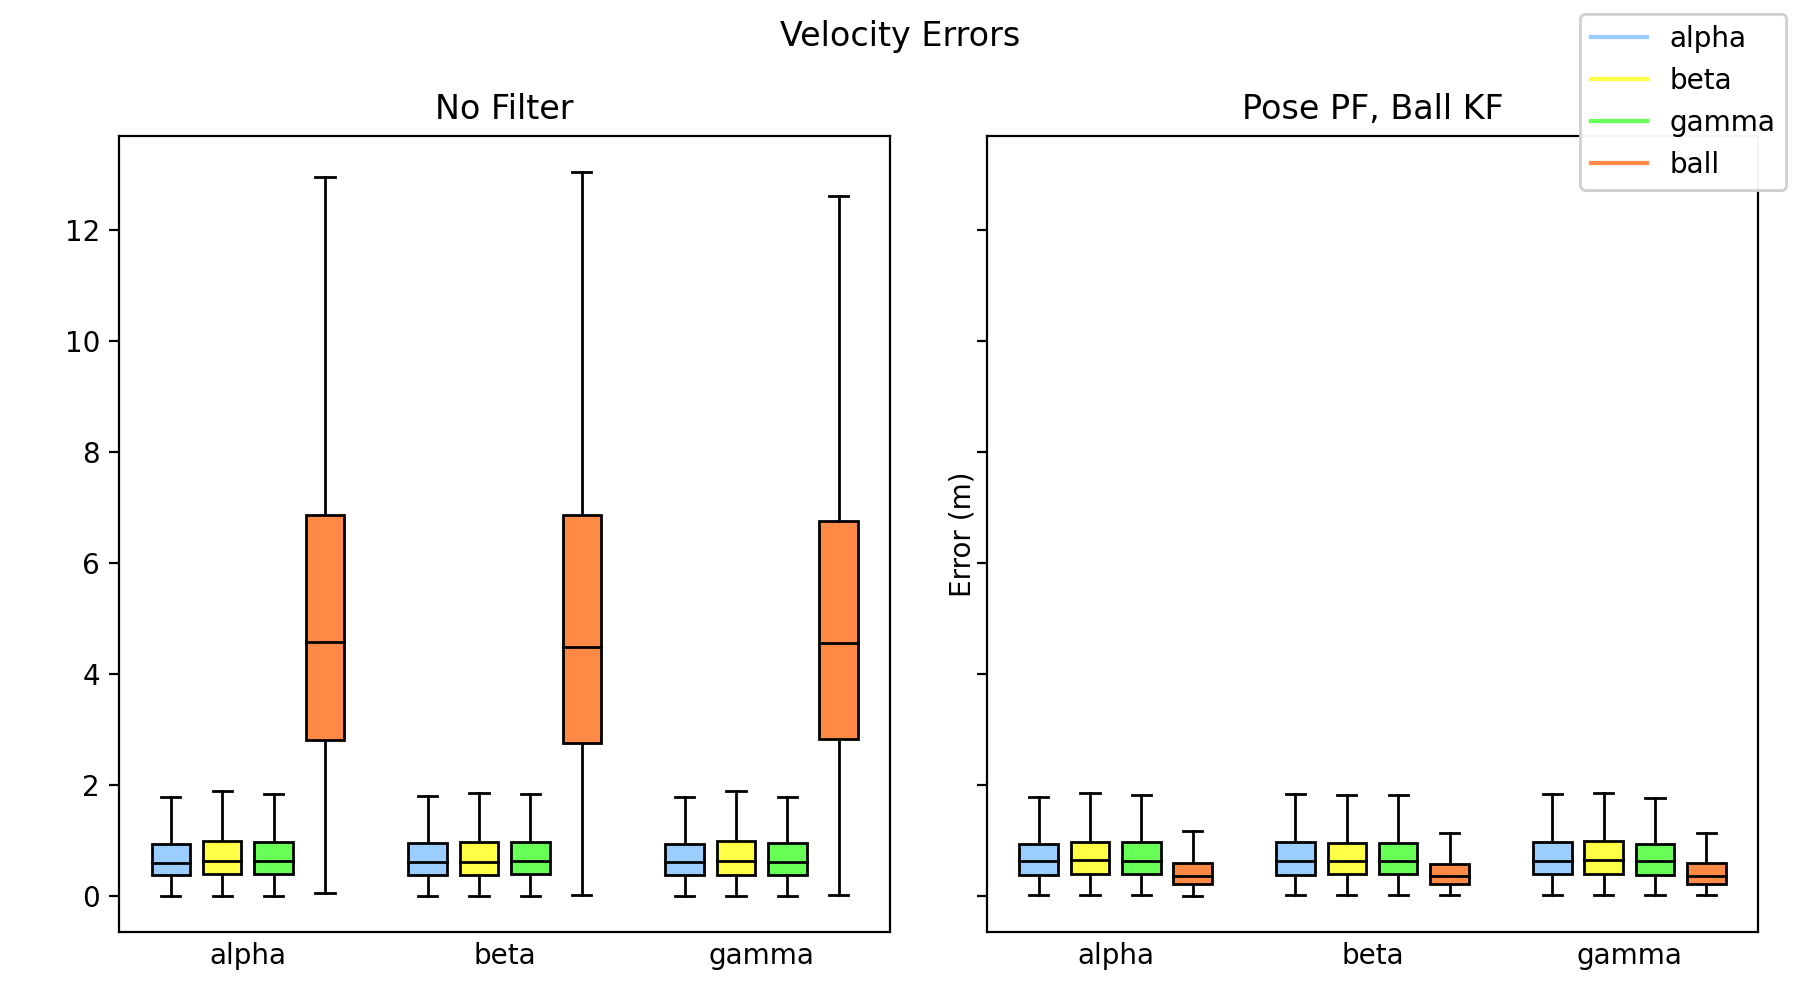 Velocity Errors
alpha
beta
gamma
ball
No Filter
12
10
8
6
4
2
0
alpha beta gamma
Pose PF, Ball KF
Error (m)
alpha beta gamma